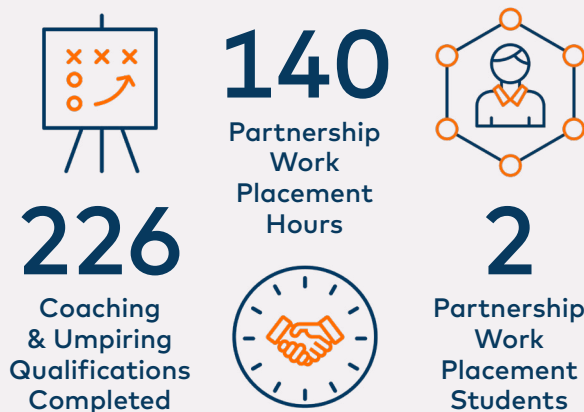 226
Coaching
& Umpiring
Qualifications
Completed
140
Partnership
Work
Placement
Hours
2
Partnership
Work
Placement
Students